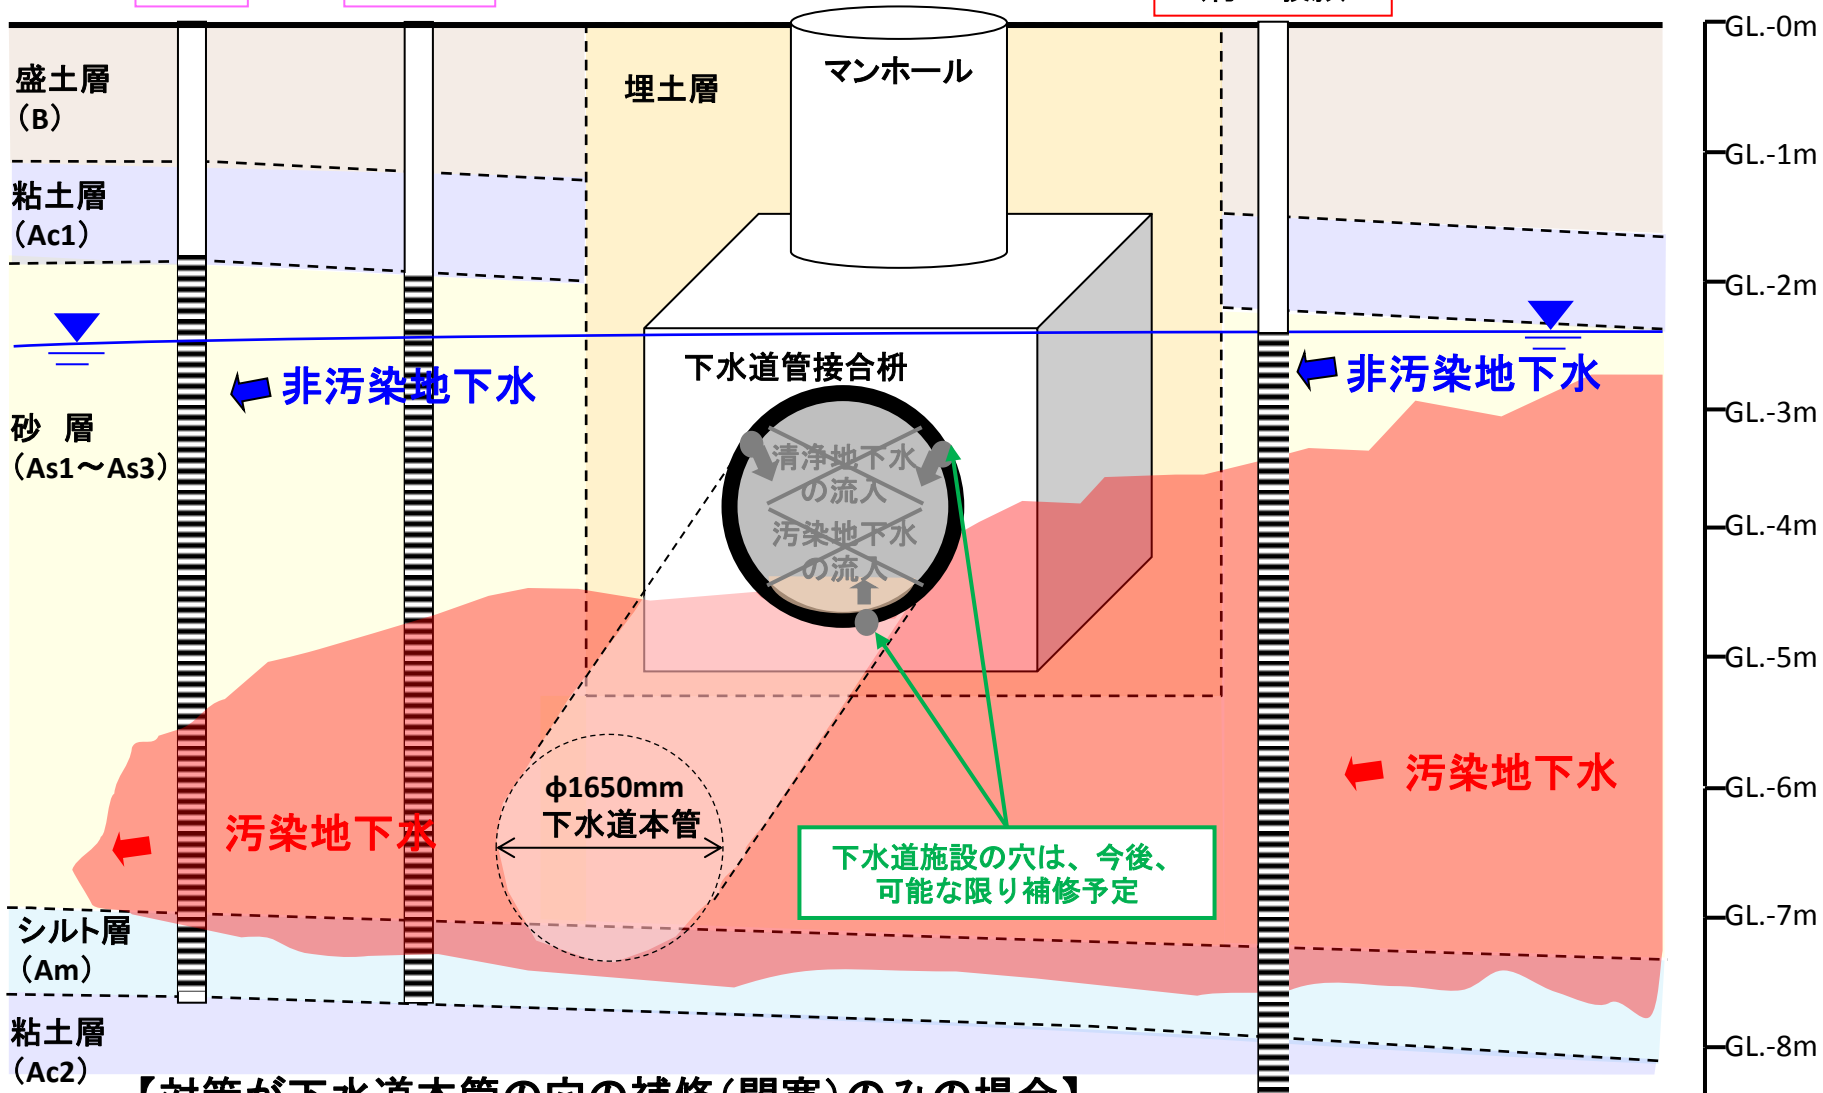 盛土層
（B）
粘土層
（Ac1）
砂　層
（As1～As3）
シルト層
（Am）
粘土層
（Ac2）
埋土層
マンホール
下水道管接合枡
清浄地下水
の流入
汚染地下水
の流入
非汚染地下水
非汚染地下水
汚染地下水
汚染地下水
φ1650mm
下水道本管
下水道施設の穴は、今後、
可能な限り補修予定
GL.-0m
GL.-1m
GL.-2m
GL.-3m
GL.-4m
GL.-5m
GL.-6m
GL.-7m
GL.-8m